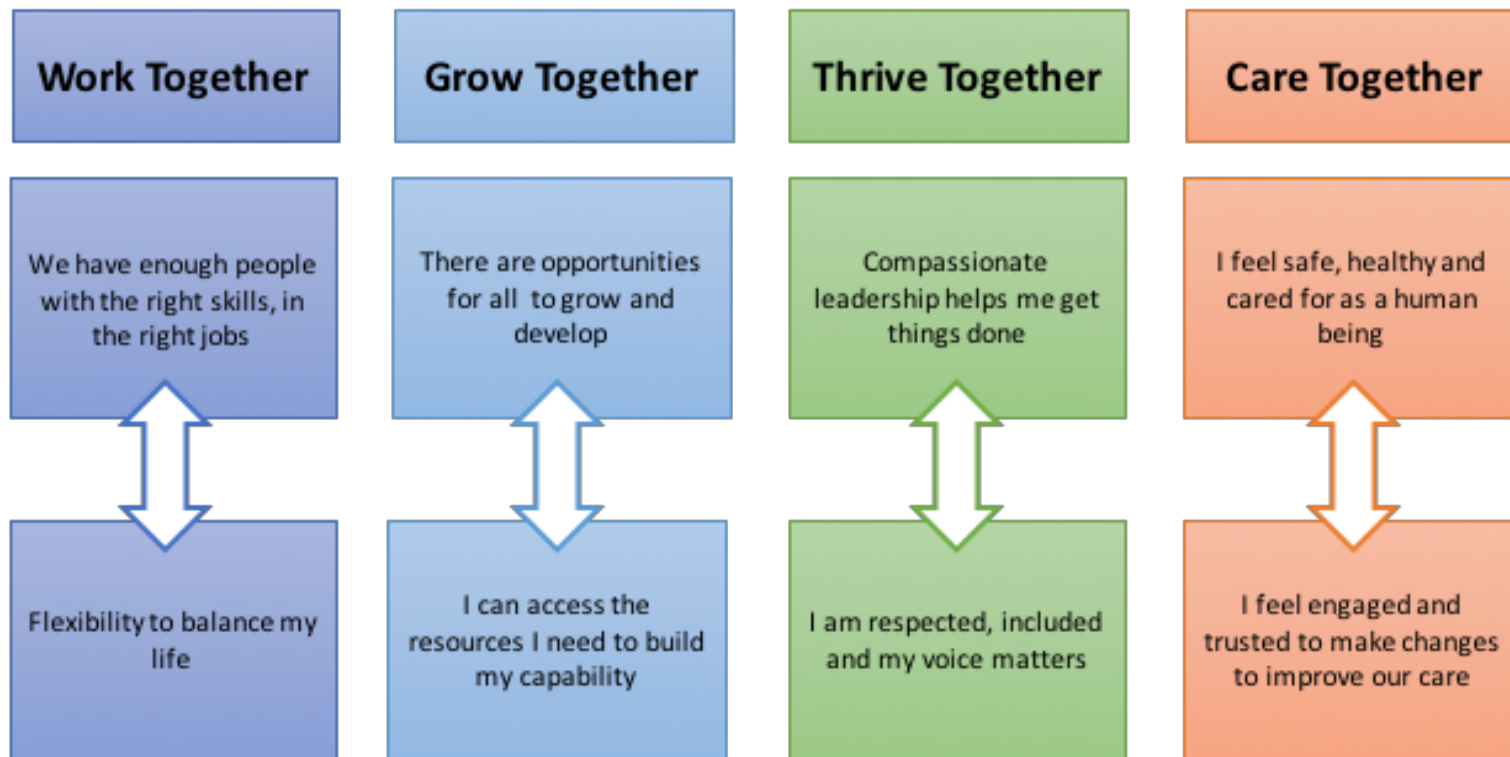 Work Together
Grow Together
Thrive Together
Care Together
We have enough people
with the right skills, in
the right jobs
There are opportunities
for all to grow and
develop
Compassionate
leadership helps me get
things done
I feel safe, healthy and
cared for as a human
being
Flexibility to balance my
life
I can access the
resources I need to build
my capability
I am respected, included
and my voice matters
I feel engaged and
trusted to make changes
to improve our care